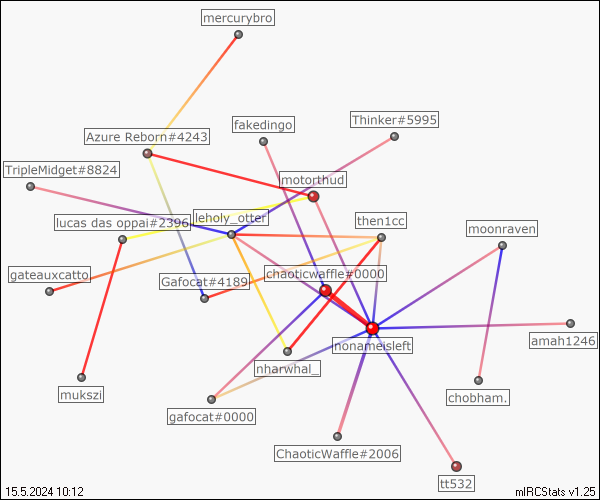 mercurybro
Thinker#5995
fakedingo
Azure Reborn#4243
TripleMidget#8824
motorthud
leholy_otter
lucas das oppai#2396
then1cc
moonraven
chaoticwaffle#0000
gateauxcatto
Gafocat#4189
nonameisleft
amah1246
nharwhal_
mukszi
chobham.
gafocat#0000
ChaoticWaffle#2006
tt532
15.5.2024 10:12
mIRCStats v1.25